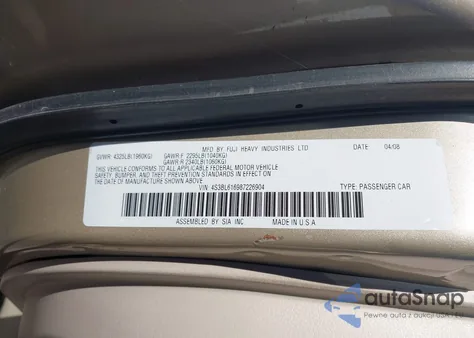 MFD BY FUJI HEAVY INDUSTRIES LTD DATE: 04/08
GVWR: 4325LB(1960KG) GAWR-F 2295LB(1040KG)
GAWR-R 2340LB(1060KG)
THIS VEHICLE CONFORMS TO ALL APPLICABLE FEDERAL MOTOR VEHICLE
SAFETY, BUMPER, AND THEFT PREVENTION STANDARDS IN EFFECT ON
THE DATE OF MANUFACTURE SHOWN ABOVE.
VIN: 4S3BL616987226904 TYPE: PASSENGER CAR
ASSEMBLED BY SIA INC MADE IN U.S.A
autoSnap
Pewne auta z aukcji USA